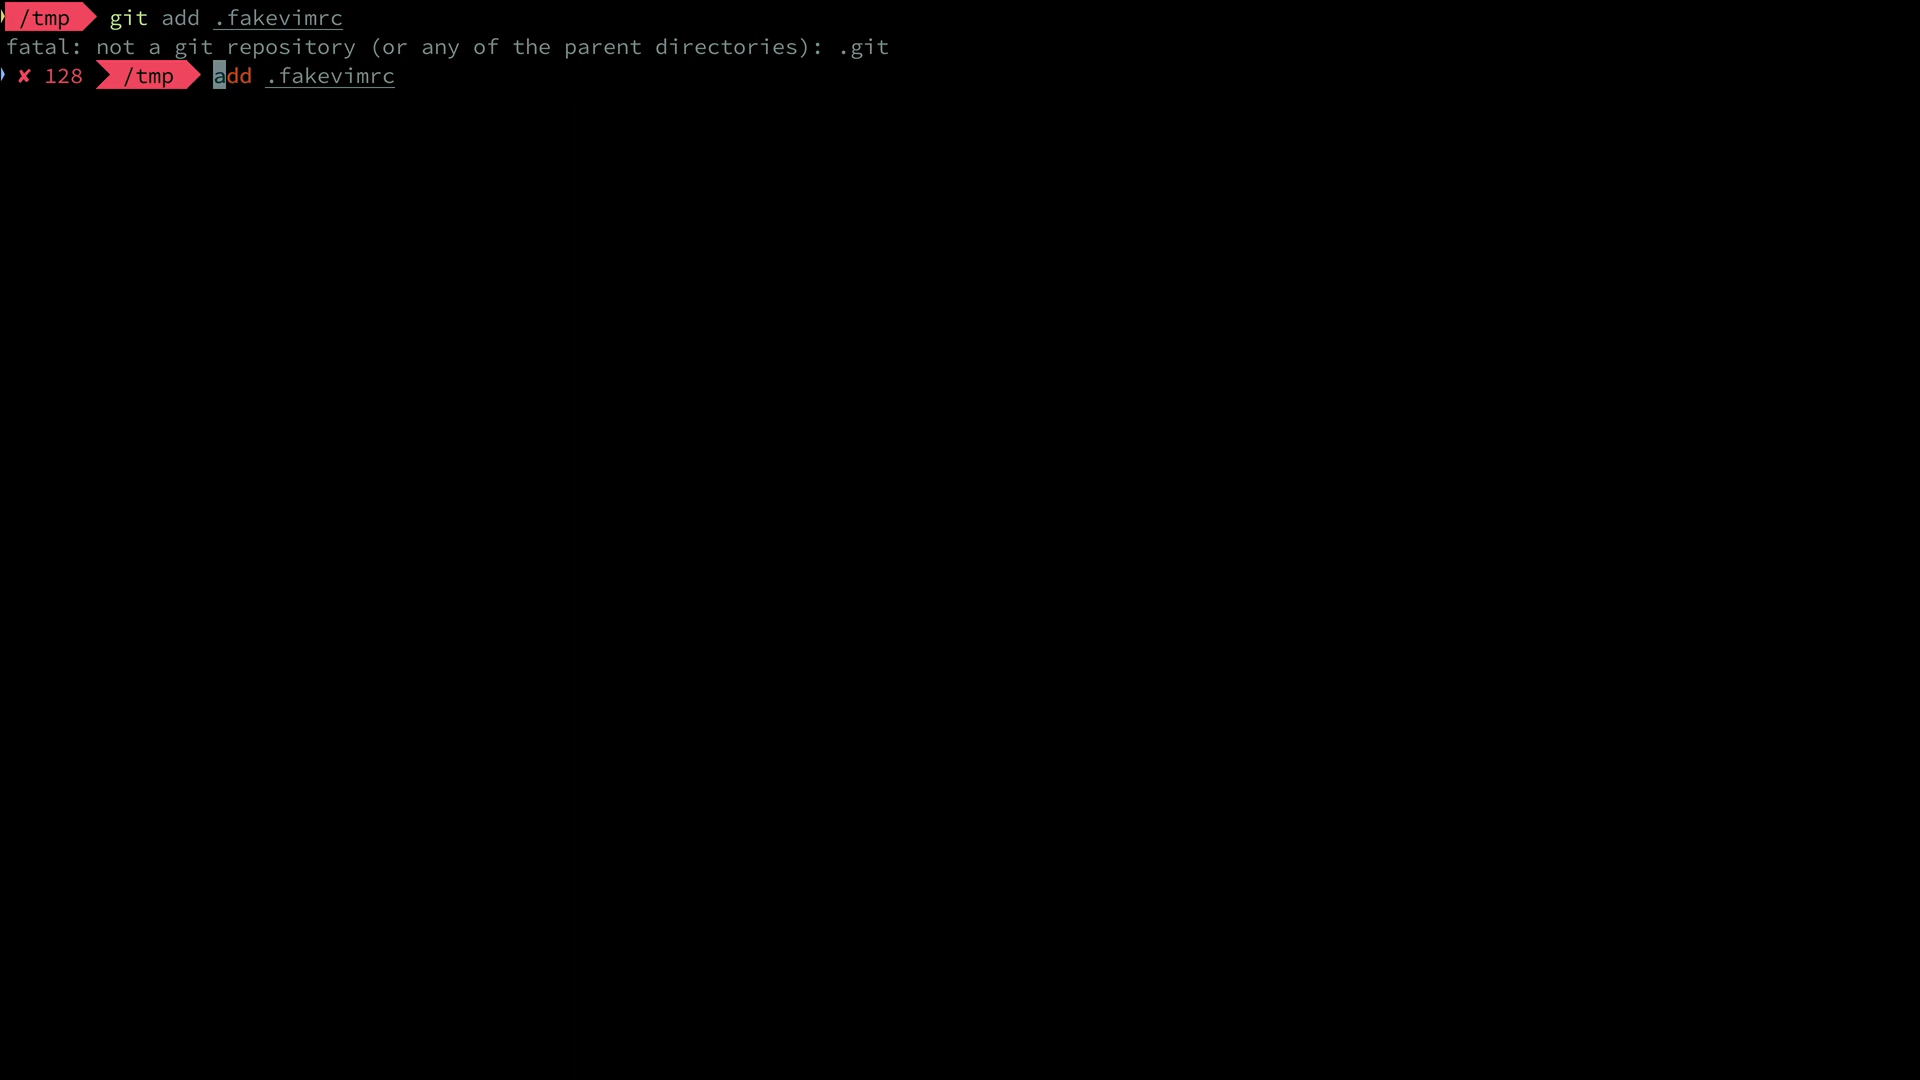 /tmp git add .fakevimrc
fatal: not a git repository (or any of the parent directories): .git
✘ 128 /tmp add .fakevimrc